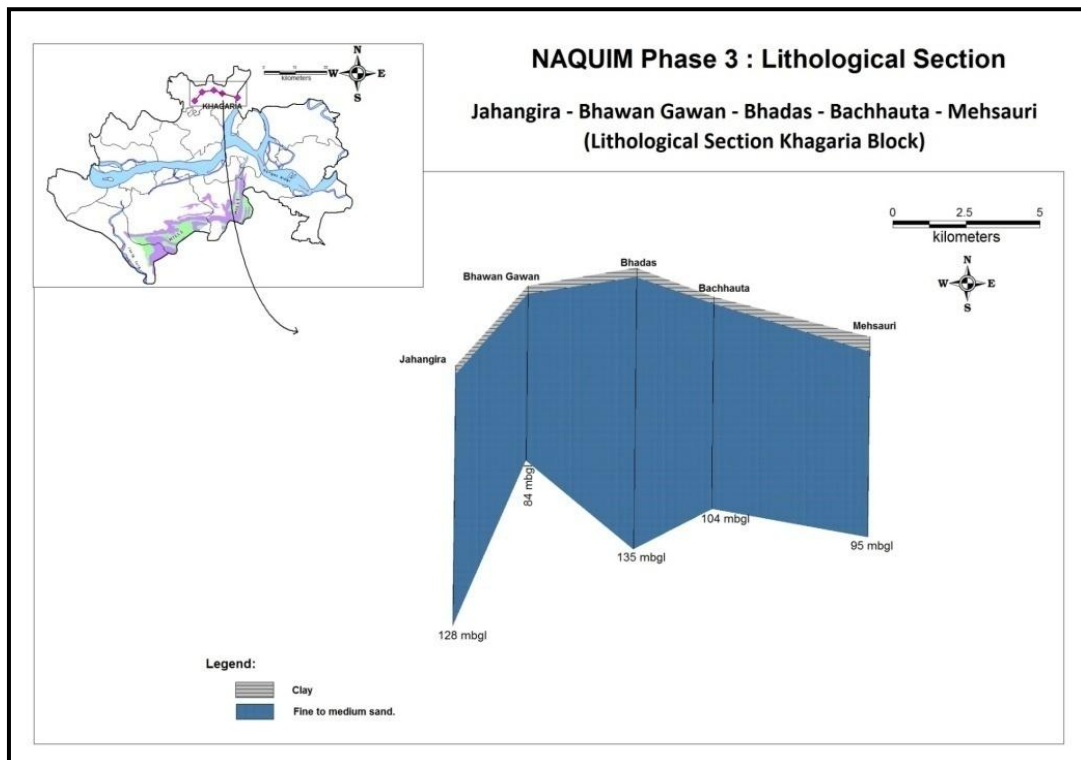 N
W E
S
kilometers
KHAGARIA
NAQUIM Phase 3 : Lithological Section
Jahangira - Bhawan Gawan - Bhadas - Bachhauta - Mehsauri
(Lithological Section Khagaria Block)
0 2.5 5
kilometers
N
W E
S
Bhadas
Bhawan Gawan
Bachhauta
Mehsauri
Jahangira
84 mbgl
104 mbgl
135 mbgl
95 mbgl
128 mbgl
Legend:
Clay
Fine to medium sand.